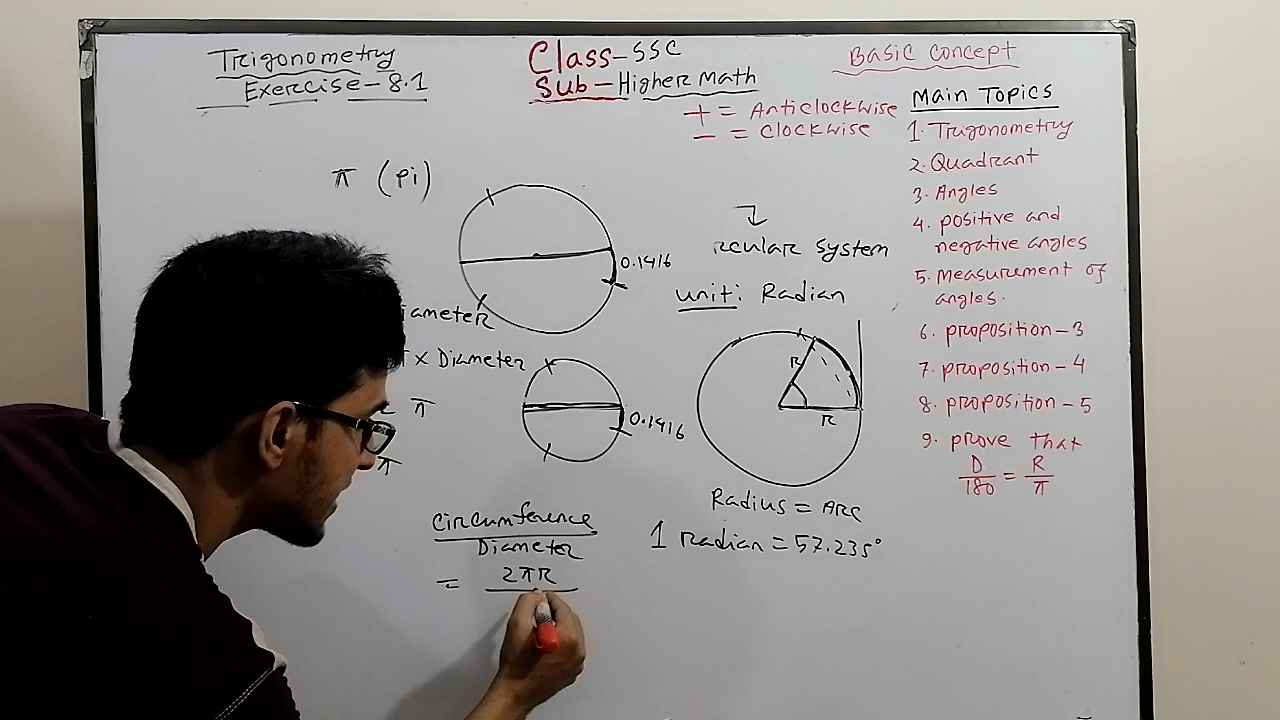 Trigonometry
Exercise - 8.1
Class - SSC
Sub - Higher Math
+ = Anticlockwise
- = Clockwise
Basic Concept
Main Topics
1. Trigonometry
2. Quadrant
3. Angles
4. positive and
negative angles
5. Measurement of
angles.
6. proposition - 3
7. proposition - 4
8. proposition - 5
9. prove that
D/180 = R/π
π (pi)
0.1416
iameter
× Diameter
π
π
0.1416
Circumference
Diameter
= 2πR
rcular system
unit: Radian
R
R
Radius = Arc
1 radian = 57.235°